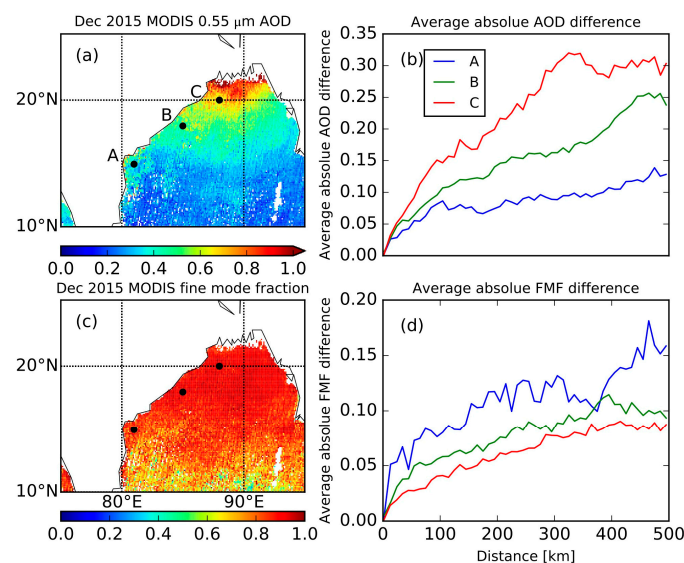 Dec 2015 MODIS 0.55 μm AOD
(a)
C
20°N
B
A
10°N
0.0 0.2 0.4 0.6 0.8 1.0
Average absolue AOD difference
(b)
A
B
C
Average absolute AOD difference
0.35
0.30
0.25
0.20
0.15
0.10
0.05
0.00
Dec 2015 MODIS fine mode fraction
(c)
20°N
10°N
80°E 90°E
0.0 0.2 0.4 0.6 0.8 1.0
Average absolue FMF difference
(d)
Average absolute FMF difference
0.20
0.15
0.10
0.05
0.00
0 100 200 300 400 500
Distance [km]